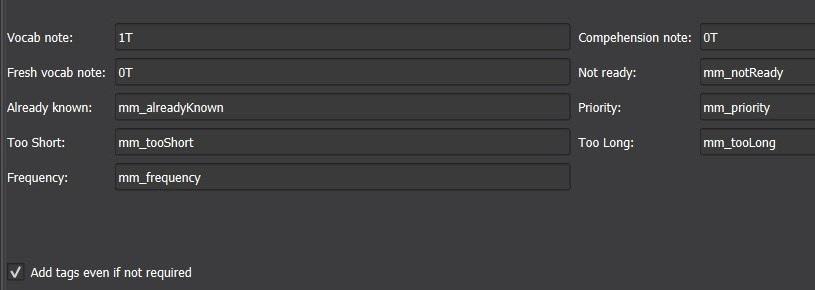 Vocab note: 1T Compehension note: 0T
Fresh vocab note: 0T Not ready: mm_notReady
Already known: mm_alreadyKnown Priority: mm_priority
Too Short: mm_tooShort Too Long: mm_tooLong
Frequency: mm_frequency
Add tags even if not required